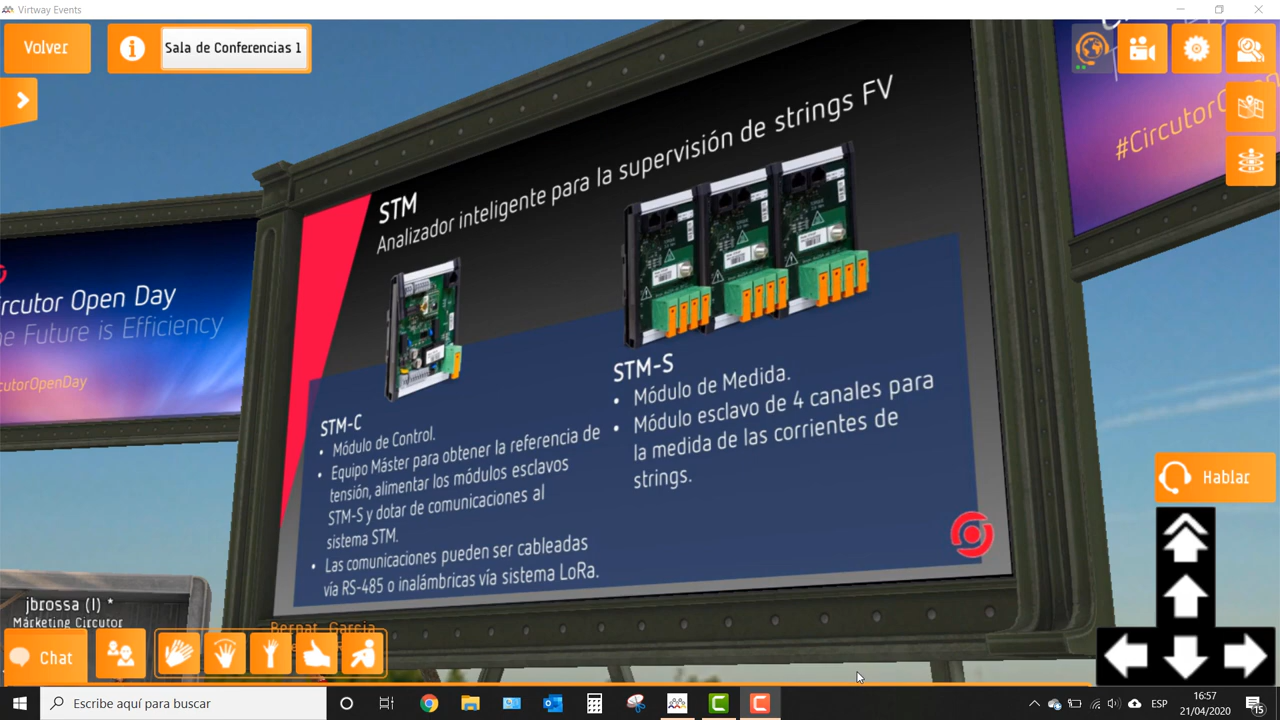 Virtway Events
Volver
Sala de Conferencias 1
STM
Analizador inteligente para la supervisión de strings FV
STM-C
• Módulo de Control.
• Equipo Máster para obtener la referencia de
tensión, alimentar los módulos esclavos
STM-S y dotar de comunicaciones al
sistema STM.
• Las comunicaciones pueden ser cableadas
vía RS-485 o inalámbricas vía sistema LoRa.
STM-S
• Módulo de Medida.
• Módulo esclavo de 4 canales para
la medida de las corrientes de
strings.
ircutor Open Day
e Future is Efficiency
cutorOpenDay
#CircutorO
Hablar
jbrossa (I) *
Márketing Circutor
Bernat Garcia
Chat
Escribe aquí para buscar
ESP
16:57
21/04/2020
15